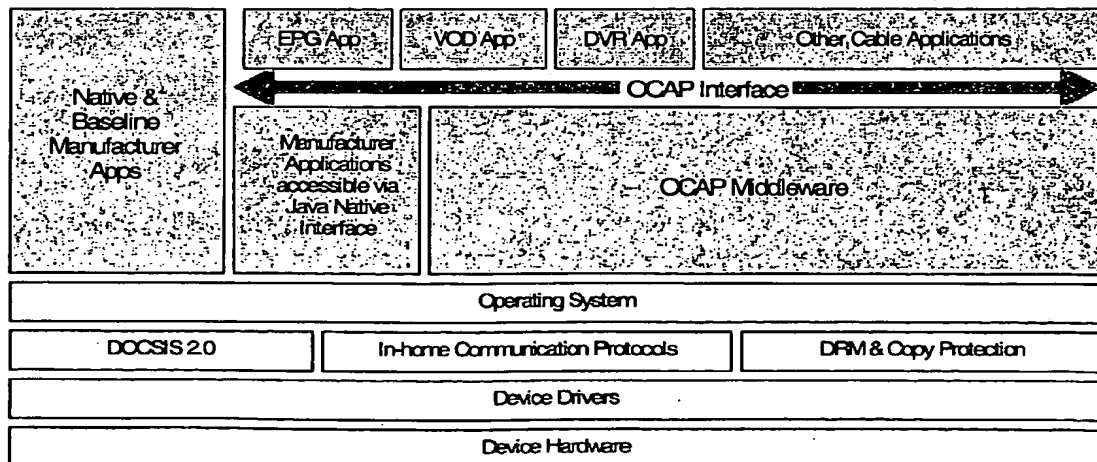 EPG App
VOD App
DVR App
Other Cable Applications
OCAP Interface
Native &
Baseline
Manufacturer
Apps
Manufacturer
Applications
accessible via
Java Native
Interface
OCAP Middleware
Operating System
DOCSIS 2.0
In-home Communication Protocols
DRM & Copy Protection
Device Drivers
Device Hardware